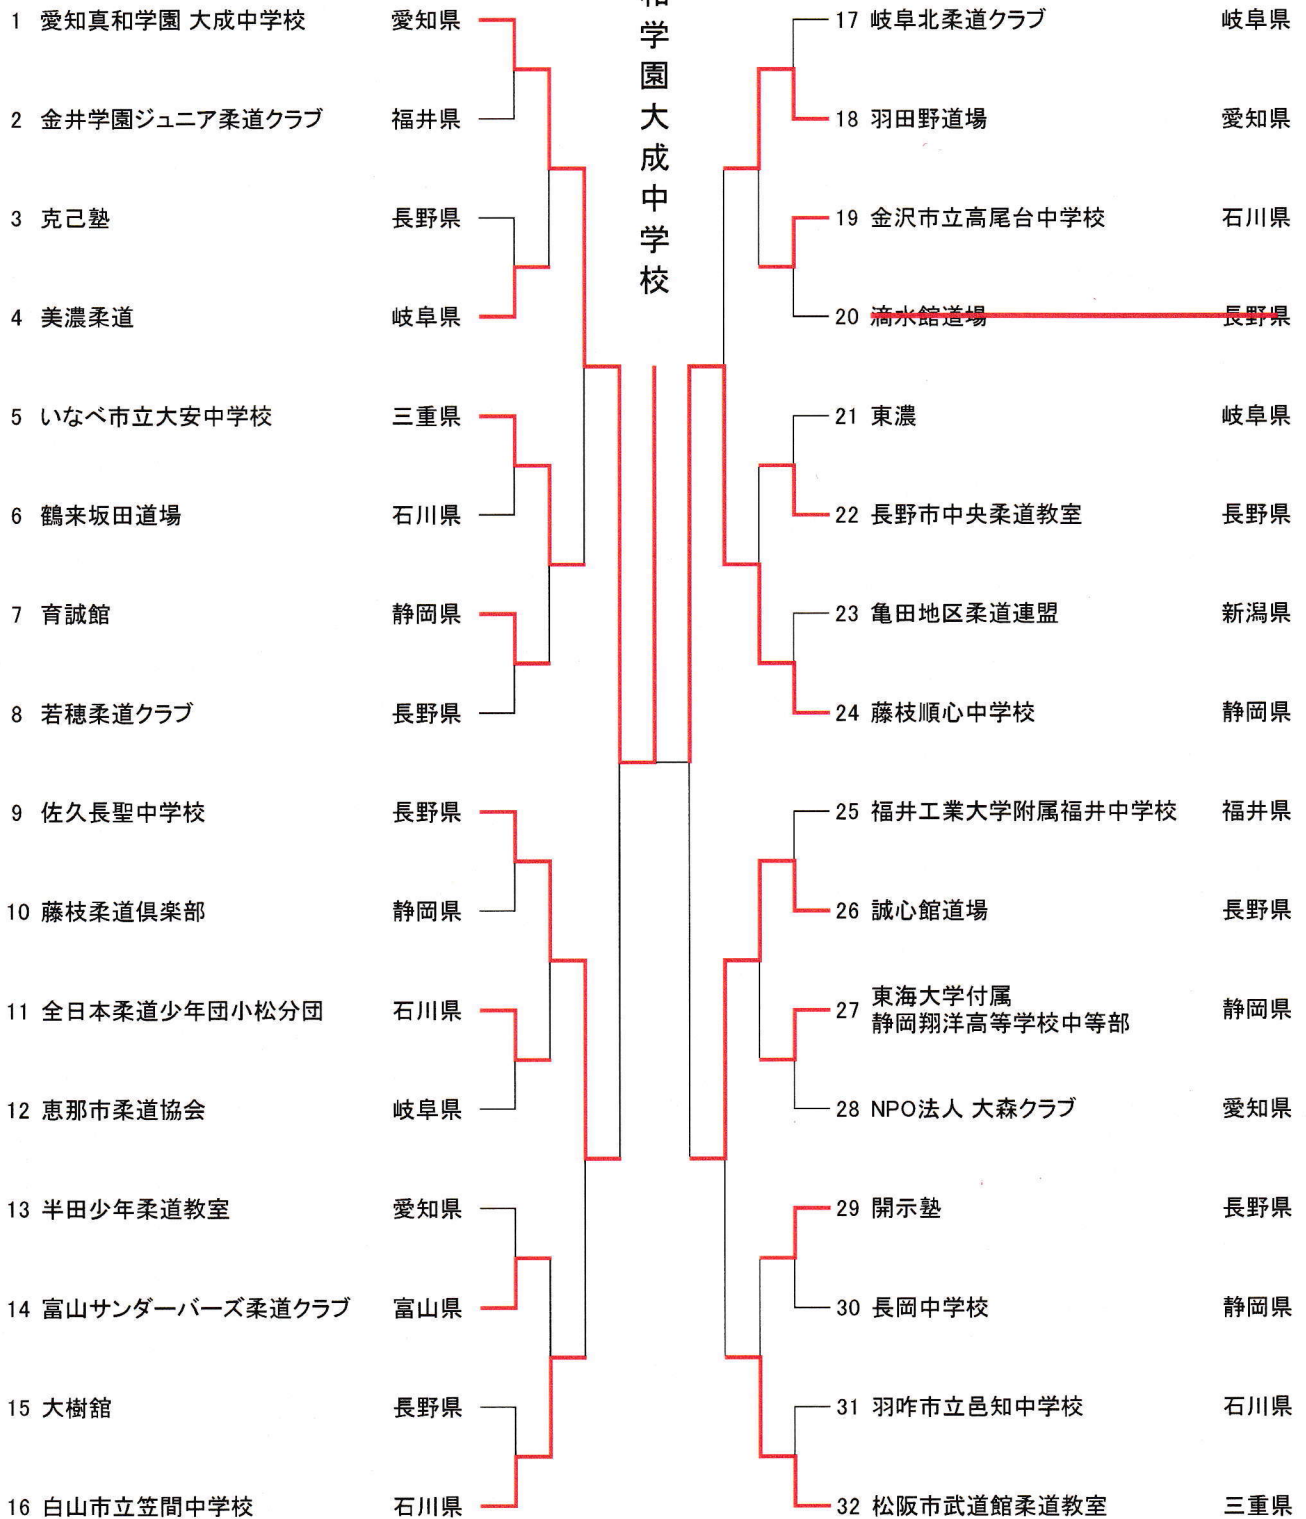 1 愛知真和学園 大成中学校 愛知県
2 金井学園ジュニア柔道クラブ 福井県
3 克己塾 長野県
4 美濃柔道 岐阜県
5 いなべ市立大安中学校 三重県
6 鶴来坂田道場 石川県
7 育誠館 静岡県
8 若穂柔道クラブ 長野県
9 佐久長聖中学校 長野県
10 藤枝柔道倶楽部 静岡県
11 全日本柔道少年団小松分団 石川県
12 恵那市柔道協会 岐阜県
13 半田少年柔道教室 愛知県
14 富山サンダーバーズ柔道クラブ 富山県
15 大樹舘 長野県
16 白山市立笠間中学校 石川県
和学園大成中学校
17 岐阜北柔道クラブ 岐阜県
18 羽田野道場 愛知県
19 金沢市立高尾台中学校 石川県
20 滴水館道場 長野県
21 東濃 岐阜県
22 長野市中央柔道教室 長野県
23 亀田地区柔道連盟 新潟県
24 藤枝順心中学校 静岡県
25 福井工業大学附属福井中学校 福井県
26 誠心館道場 長野県
27 東海大学付属
静岡翔洋高等学校中等部 静岡県
28 NPO法人 大森クラブ 愛知県
29 開示塾 長野県
30 長岡中学校 静岡県
31 羽咋市立邑知中学校 石川県
32 松阪市武道館柔道教室 三重県